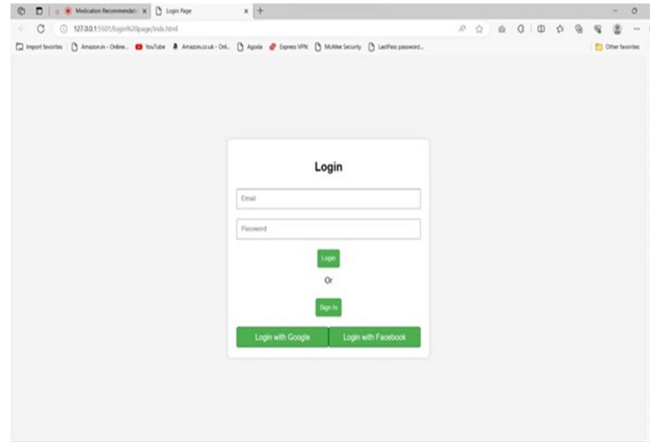 Medication Recommendati
Login Page
127.0.0.1:5501/login%20page/indx.html
Import favorites
Amazon.in - Online...
YouTube
Amazon.co.uk - Onl...
Agoda
Express VPN
McAfee Security
LastPass password...
Other favorites
Login
Email
Password
Login
Or
Sign in
Login with Google
Login with Facebook